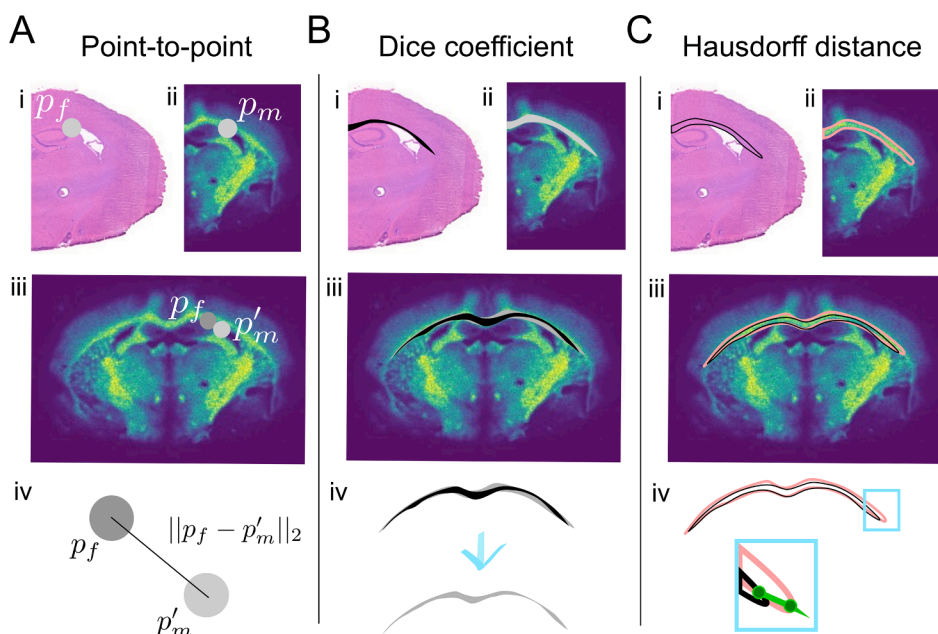 A B C
Point-to-point Dice coefficient Hausdorff distance
i ii i ii i ii
p_f p_m
iii iii iii
p_f p'_m
iv iv iv
||p_f − p'_m||_2
p_f
p'_m